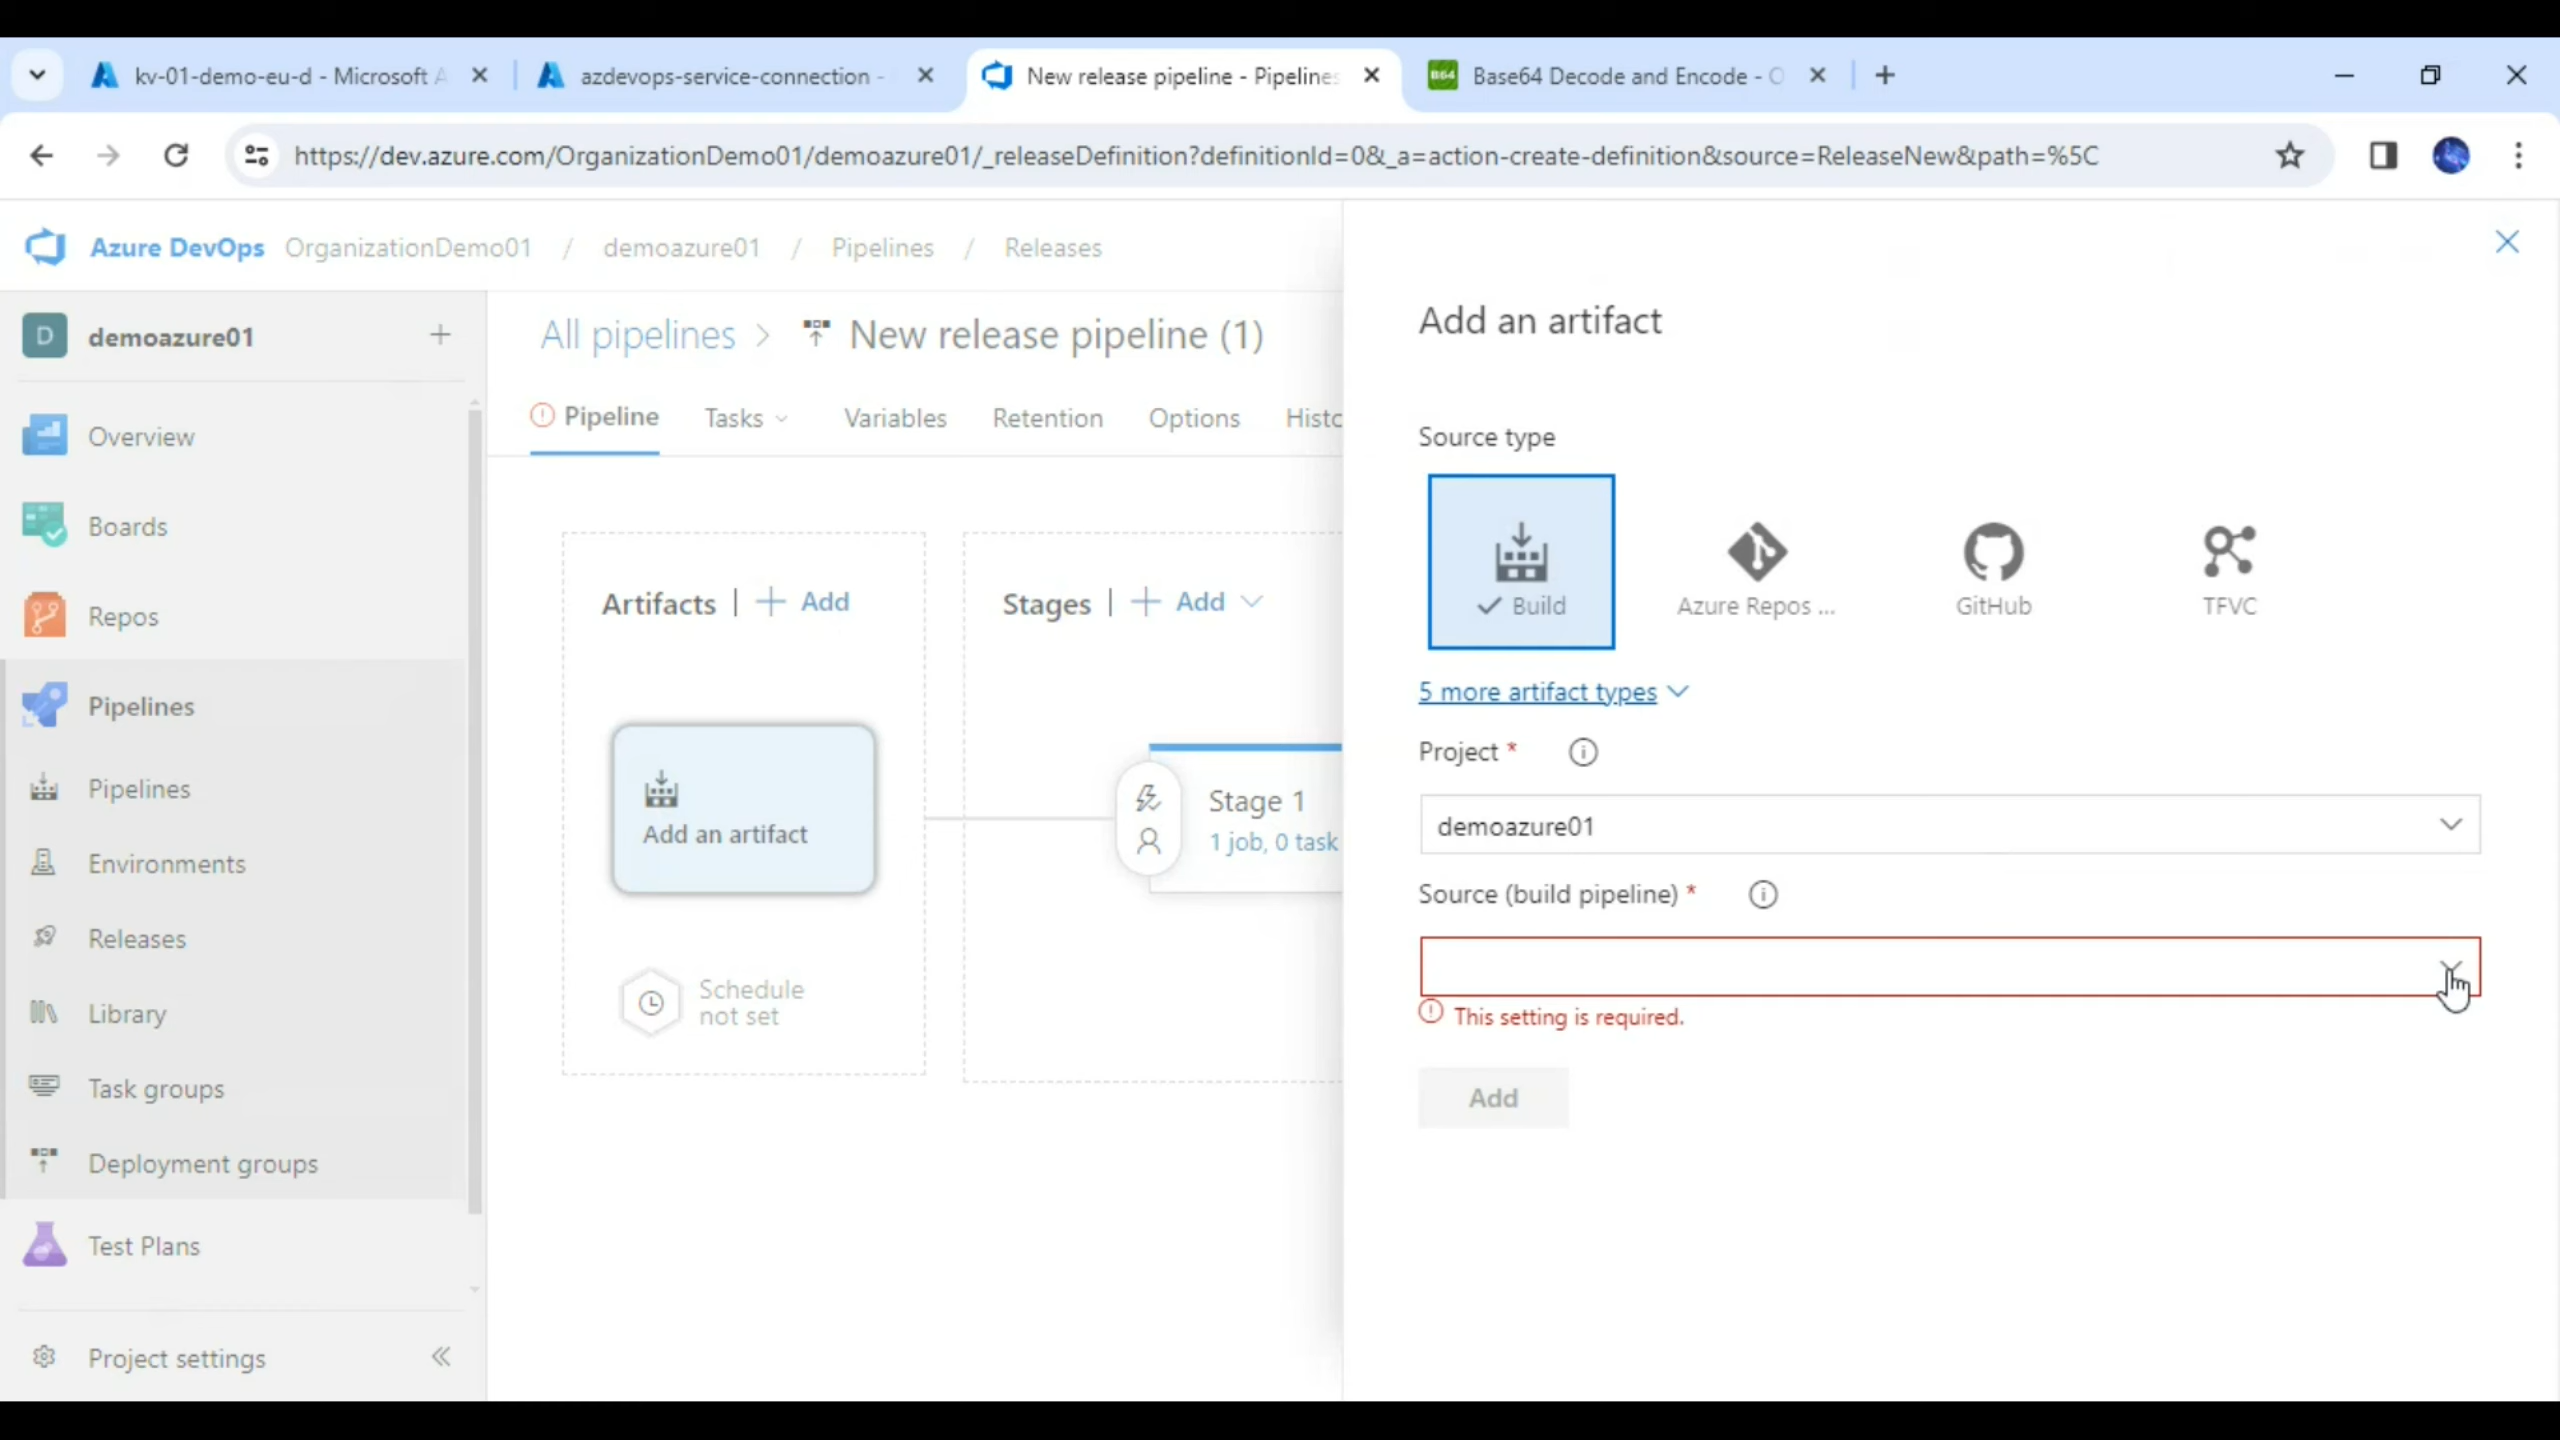 kv-01-demo-eu-d - Microsoft A
azdevops-service-connection -
New release pipeline - Pipelines
B64
Base64 Decode and Encode - O
https://dev.azure.com/OrganizationDemo01/demoazure01/_releaseDefinition?definitionId=0&_a=action-create-definition&source=ReleaseNew&path=%5C
Azure DevOps OrganizationDemo01 / demoazure01 / Pipelines / Releases
D demoazure01
Overview
Boards
Repos
Pipelines
Pipelines
Environments
Releases
Library
Task groups
Deployment groups
Test Plans
Project settings
All pipelines > New release pipeline (1)
Pipeline Tasks Variables Retention Options Histo
Artifacts | + Add
Add an artifact
Schedule
not set
Stages | + Add
Stage 1
1 job, 0 task
Add an artifact
Source type
Build
Azure Repos ...
GitHub
TFVC
5 more artifact types
Project *
demoazure01
Source (build pipeline) *
This setting is required.
Add